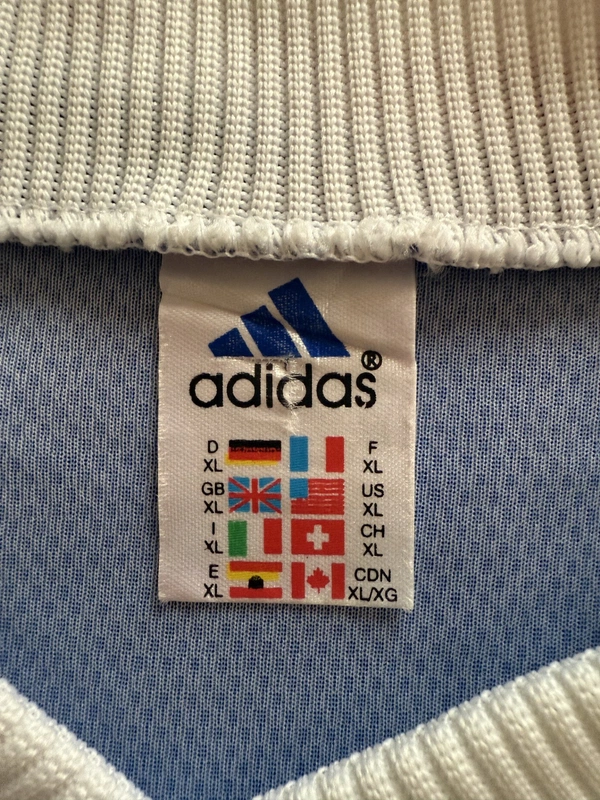 adidas®
D F
XL XL
GB US
XL XL
I CH
XL XL
E CDN
XL XL/XG